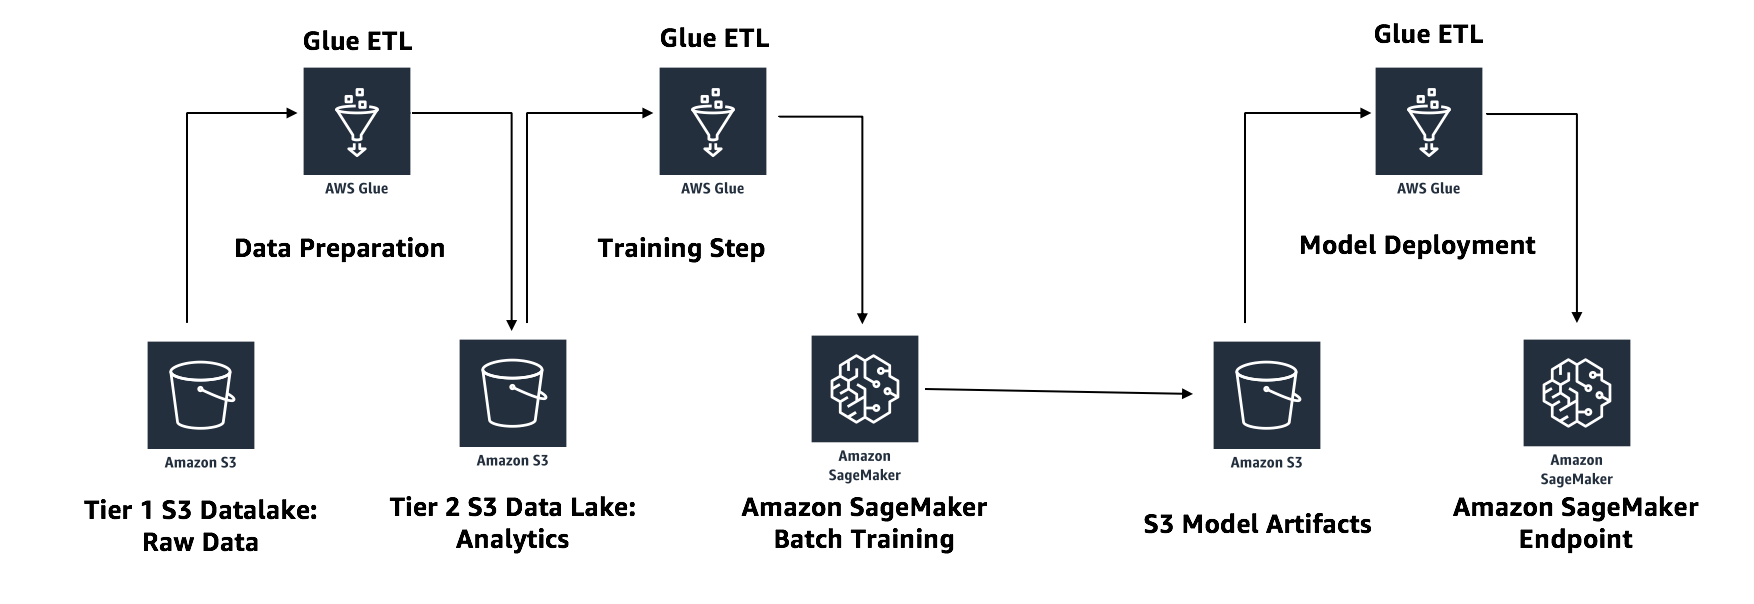 Glue ETL
Glue ETL
Glue ETL
AWS Glue
AWS Glue
AWS Glue
Data Preparation
Training Step
Model Deployment
Amazon S3
Amazon S3
Amazon
SageMaker
Amazon S3
Amazon
SageMaker
Tier 1 S3 Datalake:
Raw Data
Tier 2 S3 Data Lake:
Analytics
Amazon SageMaker
Batch Training
S3 Model Artifacts
Amazon SageMaker
Endpoint